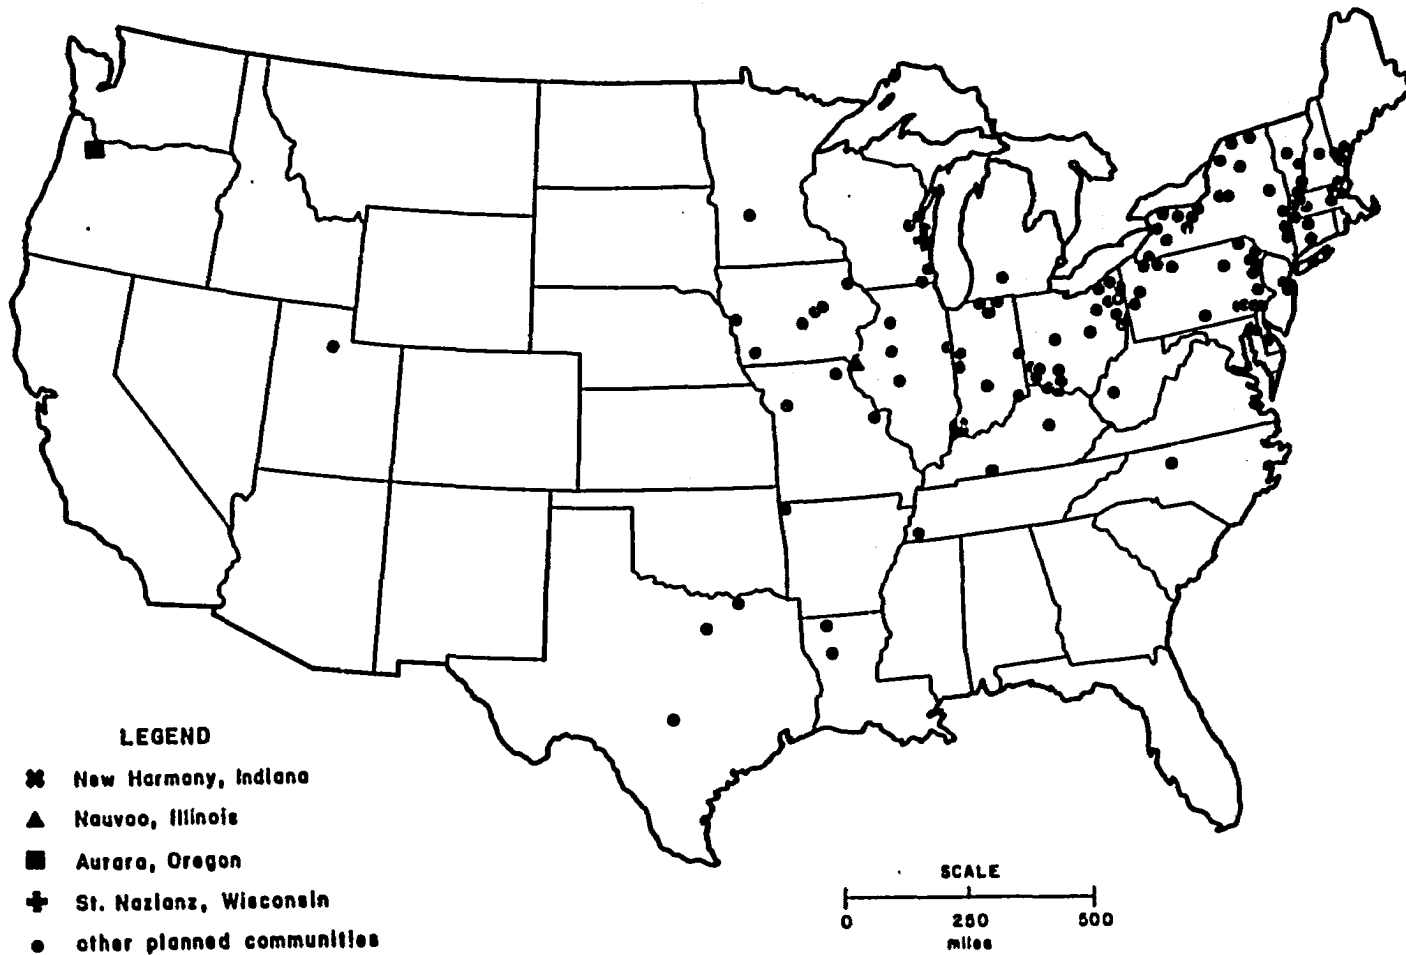 LEGEND
New Harmony, Indiana
Nauvoo, Illinois
Aurora, Oregon
St. Nazianz, Wisconsin
other planned communities
SCALE
0 250 500
miles